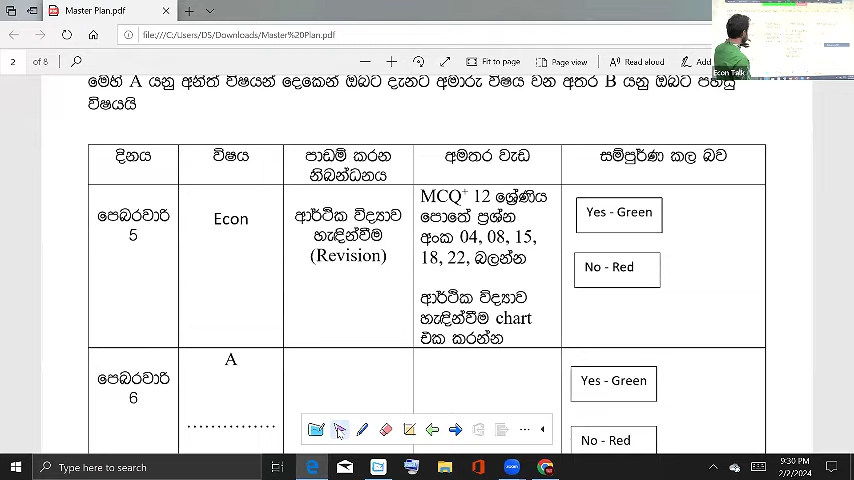 Master Plan.pdf
file:///C:/Users/DS/Downloads/Master%20Plan.pdf
2 of 8
Fit to page
Page view
Read aloud
Add
Econ Talk
මෙහි A යනු අනිත් විෂයන් දෙකෙන් ඔබට දැනට අමාරු විෂය වන අතර B යනු ඔබට පහසු
විෂයයි
දිනය
විෂය
පාඩම් කරන
නිබන්ධනය
අමතර වැඩ
සම්පුර්ණ කල බව
පෙබරවාරි
5
Econ
ආර්ථික විද්‍යාව
හැඳින්වීම
(Revision)
MCQ+ 12 ශ්‍රේණිය
පොතේ ප්‍රශ්න
අංක 04, 08, 15,
18, 22, බලන්න
ආර්ථික විද්‍යාව
හැඳින්වීම chart
එක කරන්න
Yes - Green
No - Red
පෙබරවාරි
6
A
....................
Yes - Green
No - Red
Type here to search
9:30 PM
2/2/2024